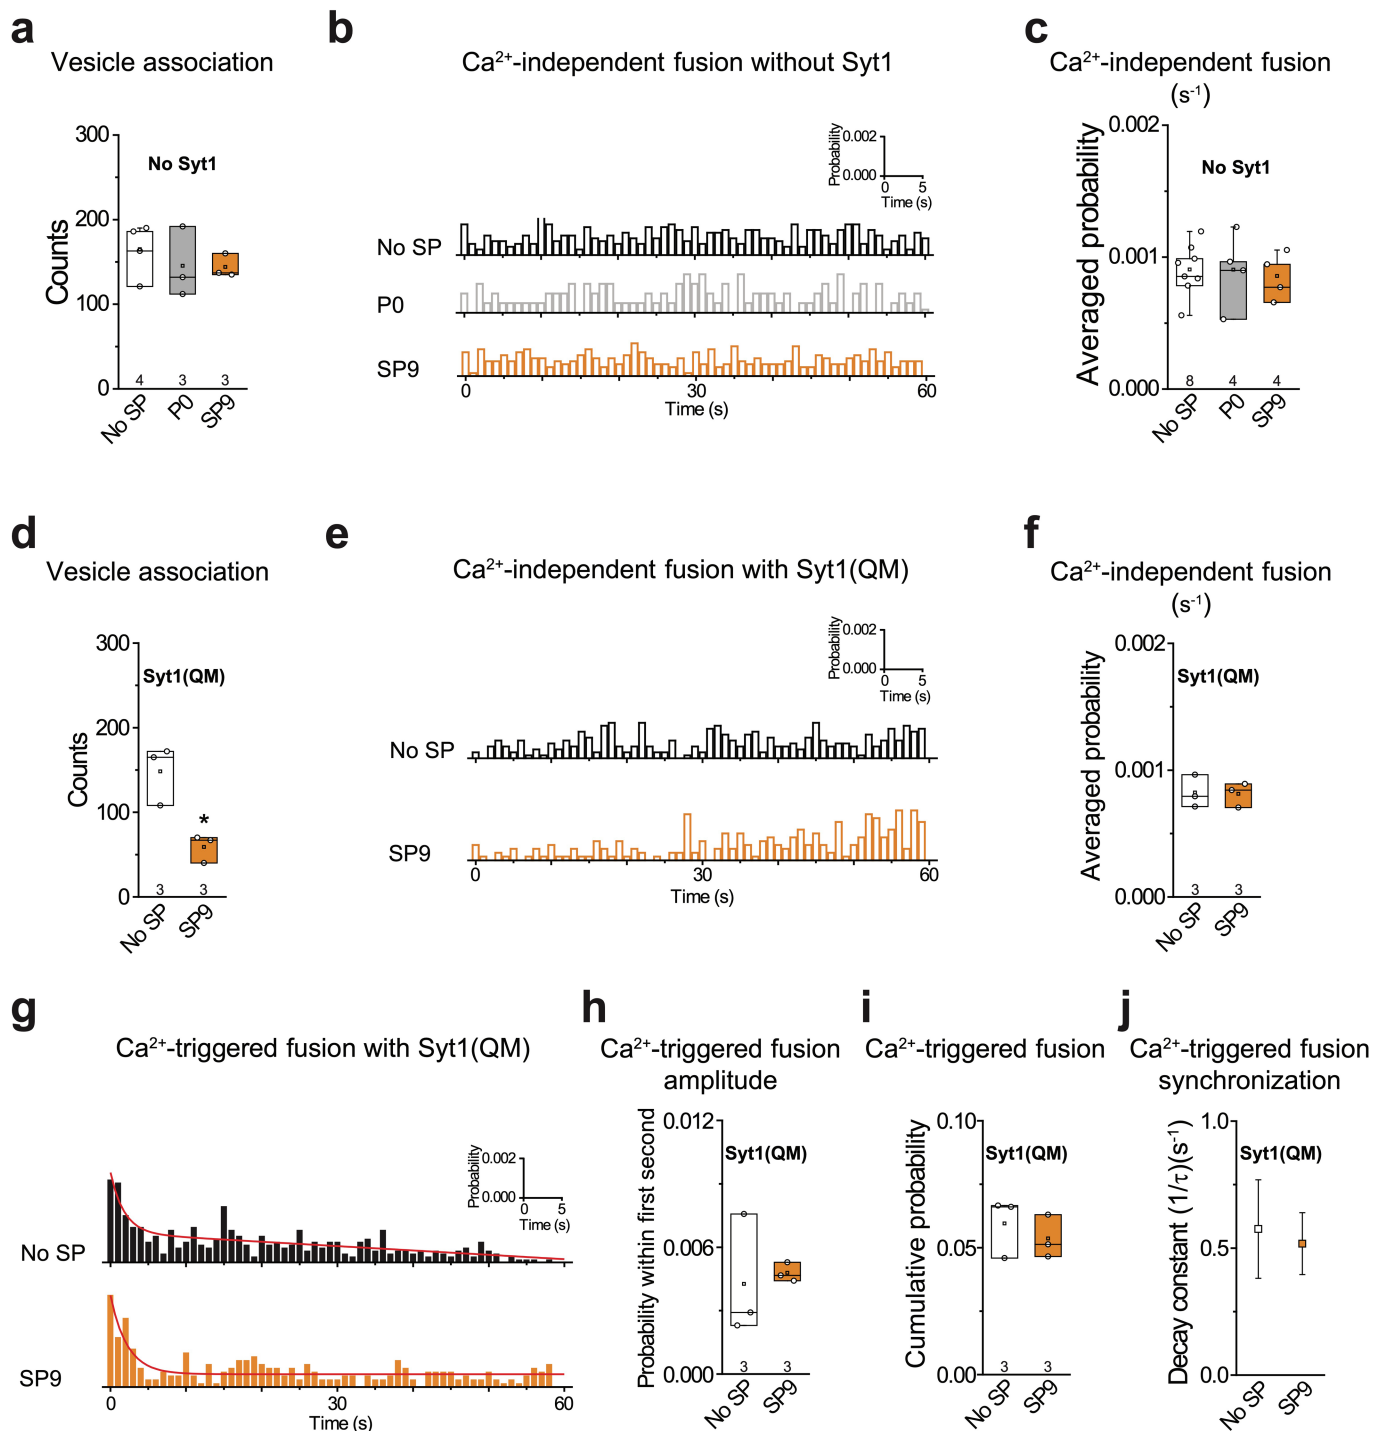 a
Vesicle association
300
200
100
0
Counts
No Syt1
4
3
3
No SP
P0
SP9
b
Ca²⁺-independent fusion without Syt1
Probability
0.002
0.000
0
5
Time (s)
No SP
P0
SP9
0
30
60
Time (s)
c
Ca²⁺-independent fusion
(s⁻¹)
Averaged probability
0.002
0.001
0.000
No Syt1
8
4
4
No SP
P0
SP9
d
Vesicle association
300
200
100
0
Counts
Syt1(QM)
*
3
3
No SP
SP9
e
Ca²⁺-independent fusion with Syt1(QM)
Probability
0.002
0.000
0
5
Time (s)
No SP
SP9
0
30
60
Time (s)
f
Ca²⁺-independent fusion
(s⁻¹)
Averaged probability
0.002
0.001
0.000
Syt1(QM)
3
3
No SP
SP9
g
Ca²⁺-triggered fusion with Syt1(QM)
Probability
0.002
0.000
0
5
Time (s)
No SP
SP9
0
30
60
Time (s)
h
Ca²⁺-triggered fusion
amplitude
Probability within first second
0.012
0.006
0.000
Syt1(QM)
3
3
No SP
SP9
i
Ca²⁺-triggered fusion
Cumulative probability
0.10
0.05
0.00
Syt1(QM)
3
3
No SP
SP9
j
Ca²⁺-triggered fusion
synchronization
Decay constant (1/τ)(s⁻¹)
1.0
0.5
0.0
Syt1(QM)
No SP
SP9